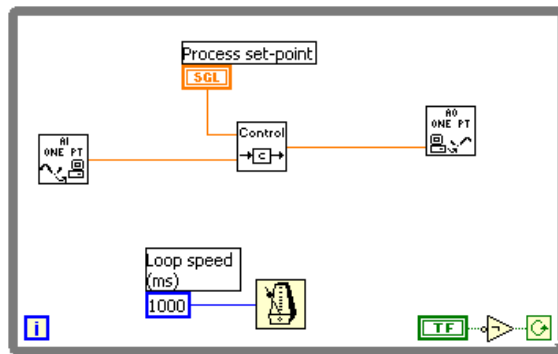 Process set-point
SGL
AI
ONE PT
Control
C
AO
ONE PT
Loop speed
(ms)
1000
i
TF